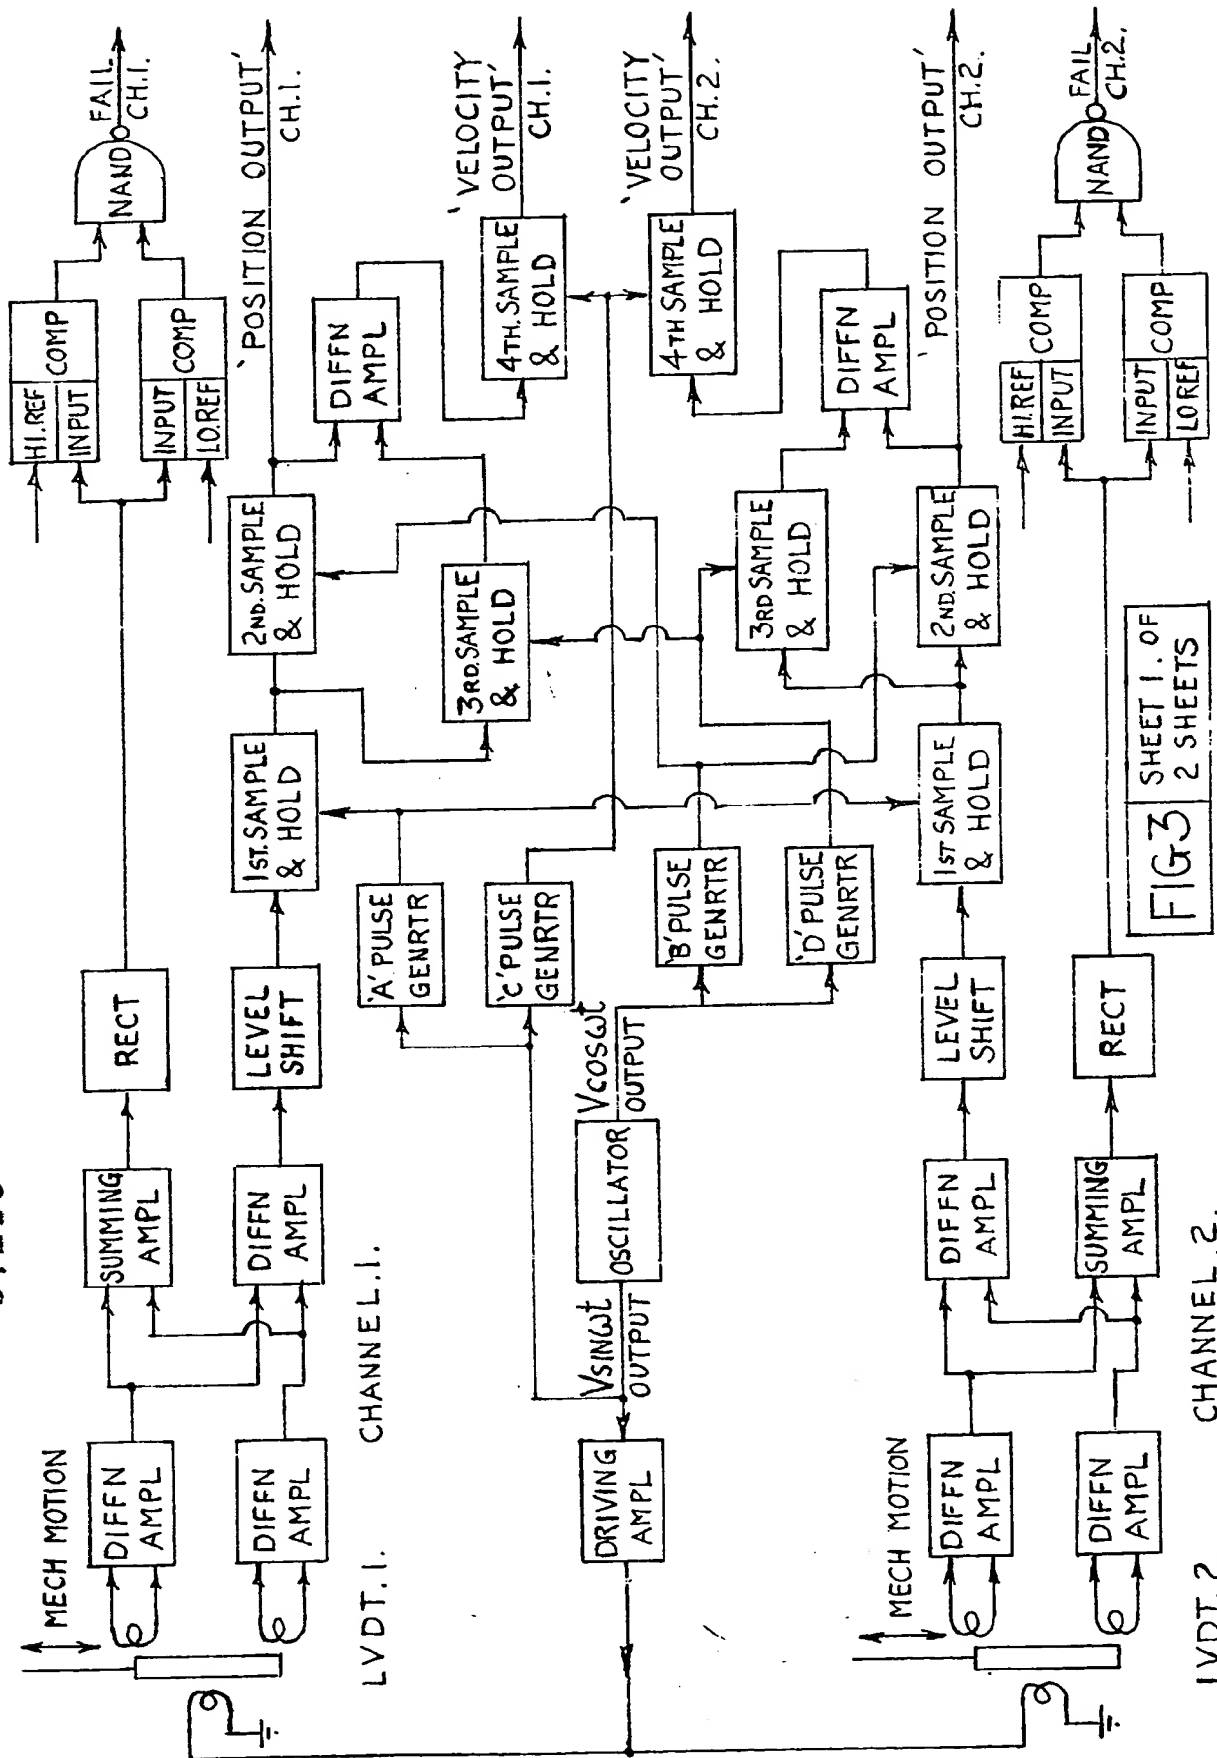 MECH MOTION
LVDT.1.
CHANNEL.1.
DIFFN
AMPL
DIFFN
AMPL
SUMMING
AMPL
DIFFN
AMPL
RECT
LEVEL
SHIFT
1ST. SAMPLE
& HOLD
2ND. SAMPLE
& HOLD
3RD. SAMPLE
& HOLD
HI.REF
INPUT
COMP
INPUT
LO.REF
COMP
NAND
FAIL
CH.1.
'POSITION OUTPUT'
CH.1.
DIFFN
AMPL
4TH. SAMPLE
& HOLD
'VELOCITY
OUTPUT'
CH.1.
DRIVING
AMPL
Vsinωt
OUTPUT
OSCILLATOR
Vcosωt
OUTPUT
'A' PULSE
GENRTR
'C' PULSE
GENRTR
'B' PULSE
GENRTR
'D' PULSE
GENRTR
4TH SAMPLE
& HOLD
'VELOCITY
OUTPUT'
CH.2.
DIFFN
AMPL
'POSITION OUTPUT'
CH.2.
3RD SAMPLE
& HOLD
2ND. SAMPLE
& HOLD
1ST SAMPLE
& HOLD
LEVEL
SHIFT
DIFFN
AMPL
MECH MOTION
DIFFN
AMPL
DIFFN
AMPL
SUMMING
AMPL
RECT
HI.REF
INPUT
COMP
INPUT
LO REF
COMP
NAND
FAIL
CH.2.
LVDT.2
CHANNEL.2.
FIG 3
SHEET 1. OF
2 SHEETS